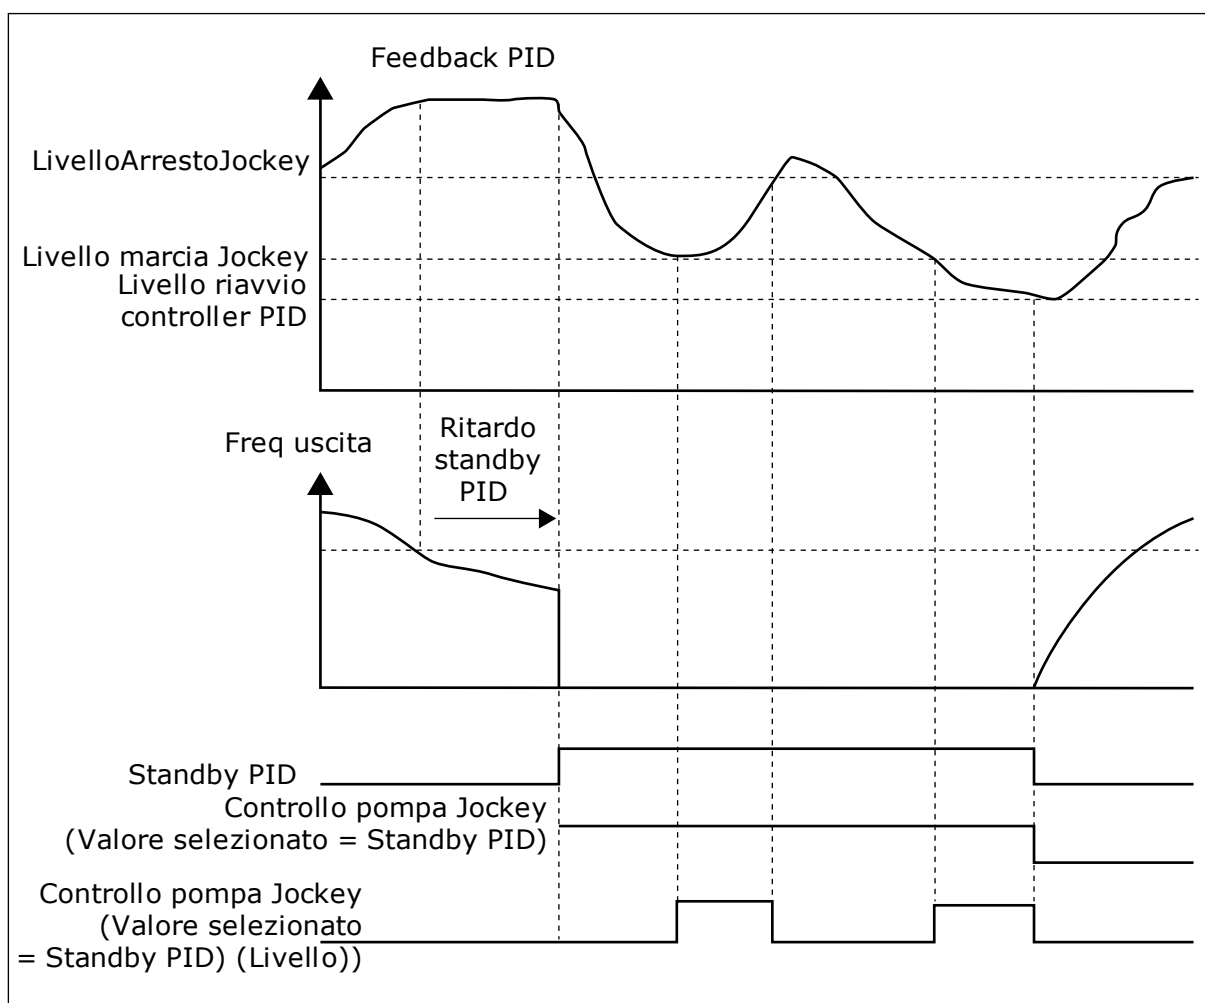 Feedback PID
LivelloArrestoJockey
Livello marcia Jockey
Livello riavvio
controller PID
Freq uscita
Ritardo
standby
PID
Standby PID
Controllo pompa Jockey
(Valore selezionato = Standby PID)
Controllo pompa Jockey
(Valore selezionato
= Standby PID) (Livello))